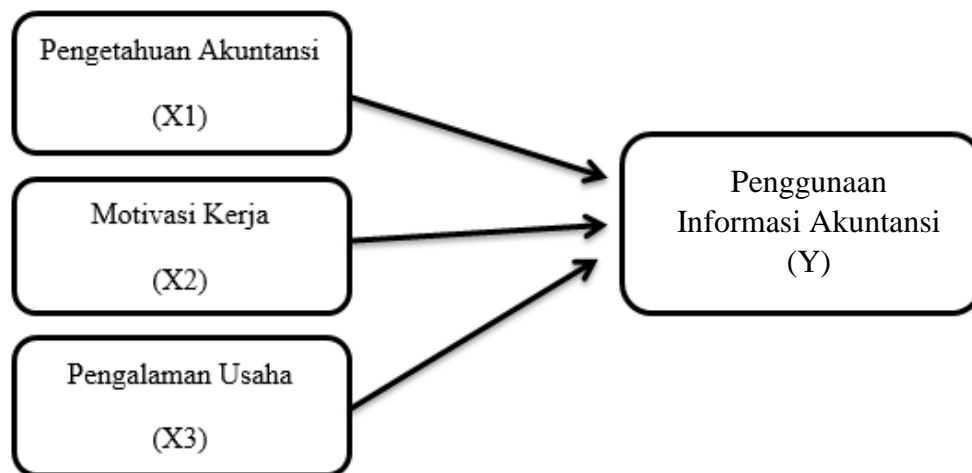 Pengetahuan Akuntansi
(X1)
Motivasi Kerja
(X2)
Pengalaman Usaha
(X3)
Penggunaan
Informasi Akuntansi
(Y)